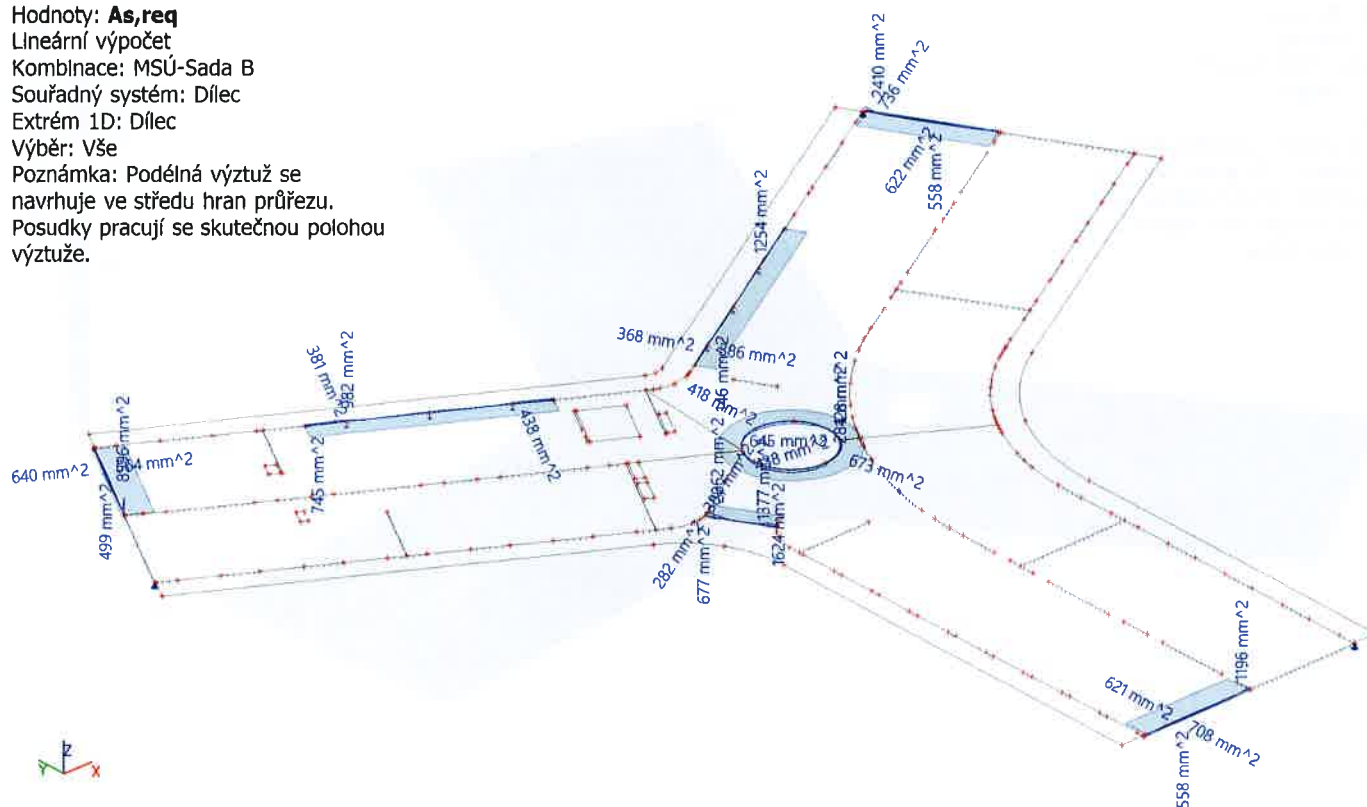 Hodnoty: As,req
Lineární výpočet
Kombinace: MSÚ-Sada B
Souřadný systém: Dílec
Extrém 1D: Dílec
Výběr: Vše
Poznámka: Podélná výztuž se
navrhuje ve středu hran průřezu.
Posudky pracují se skutečnou polohou
výztuže.
2410 mm^2
736 mm^2
622 mm^2
558 mm^2
1254 mm^2
368 mm^2
418 mm^2
381 mm^2
982 mm^2
438 mm^2
645 mm^2
673 mm^2
640 mm^2
745 mm^2
499 mm^2
1377 mm^2
282 mm^2
677 mm^2
1624 mm^2
1196 mm^2
621 mm^2
708 mm^2
558 mm^2
Z
Y
X